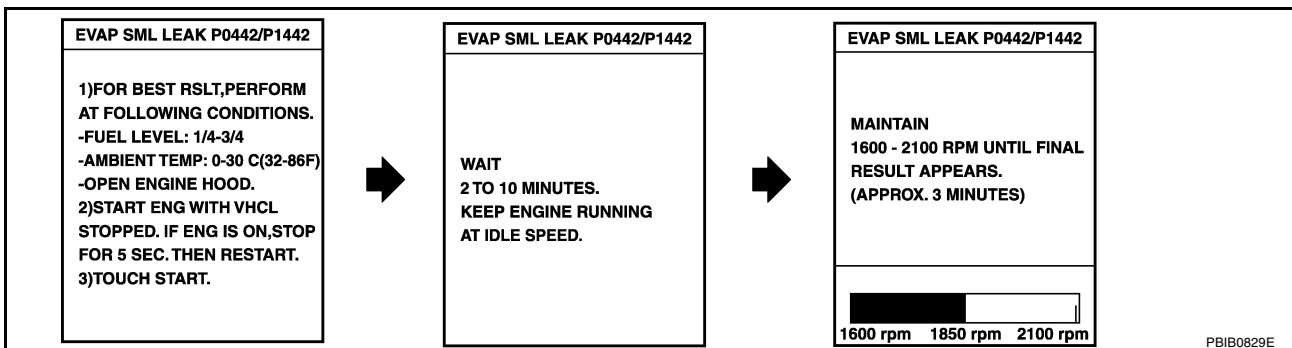 EVAP SML LEAK P0442/P1442
1)FOR BEST RSLT,PERFORM
AT FOLLOWING CONDITIONS.
-FUEL LEVEL: 1/4-3/4
-AMBIENT TEMP: 0-30 C(32-86F)
-OPEN ENGINE HOOD.
2)START ENG WITH VHCL
STOPPED. IF ENG IS ON,STOP
FOR 5 SEC. THEN RESTART.
3)TOUCH START.
EVAP SML LEAK P0442/P1442
WAIT
2 TO 10 MINUTES.
KEEP ENGINE RUNNING
AT IDLE SPEED.
EVAP SML LEAK P0442/P1442
MAINTAIN
1600 - 2100 RPM UNTIL FINAL
RESULT APPEARS.
(APPROX. 3 MINUTES)
1600 rpm 1850 rpm 2100 rpm
PBIB0829E